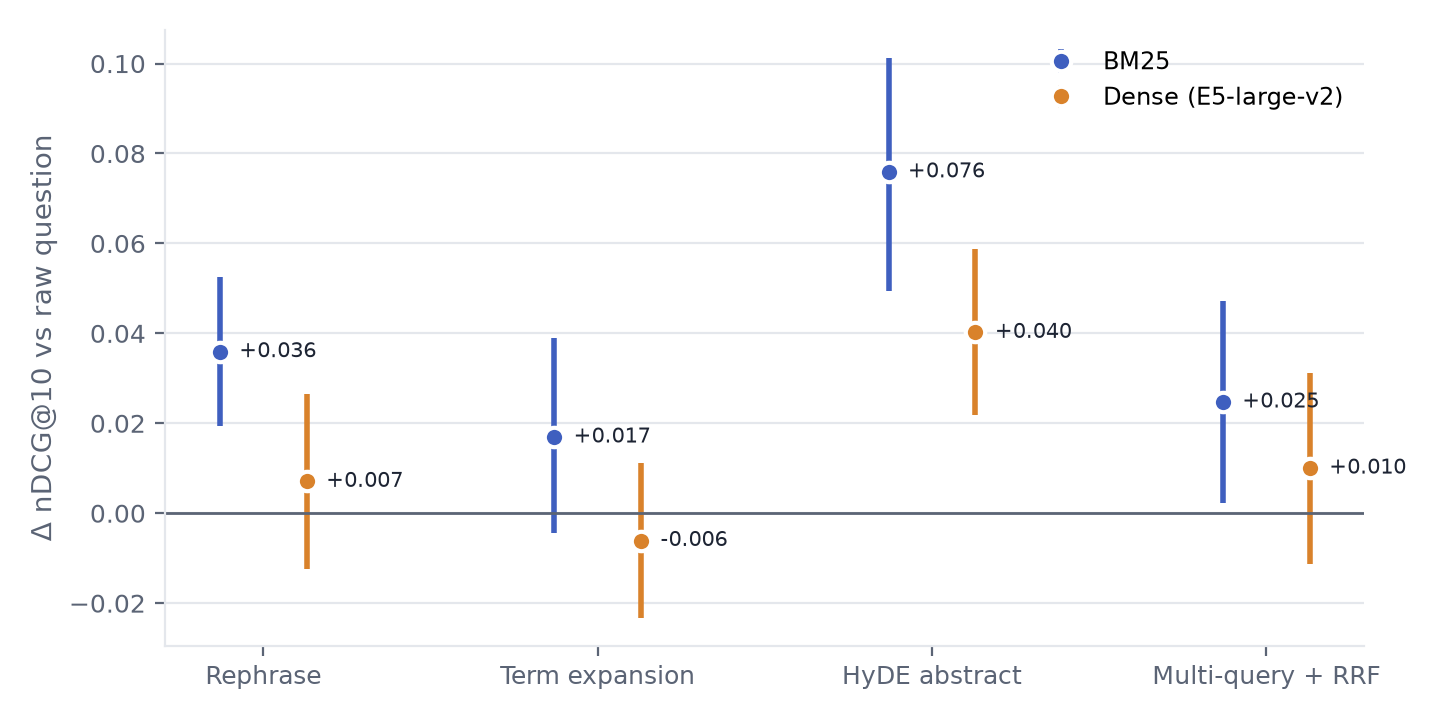 BM25
Dense (E5-large-v2)
Δ nDCG@10 vs raw question
0.10
0.08
0.06
0.04
0.02
0.00
−0.02
+0.036
+0.007
+0.017
-0.006
+0.076
+0.040
+0.025
+0.010
Rephrase
Term expansion
HyDE abstract
Multi-query + RRF